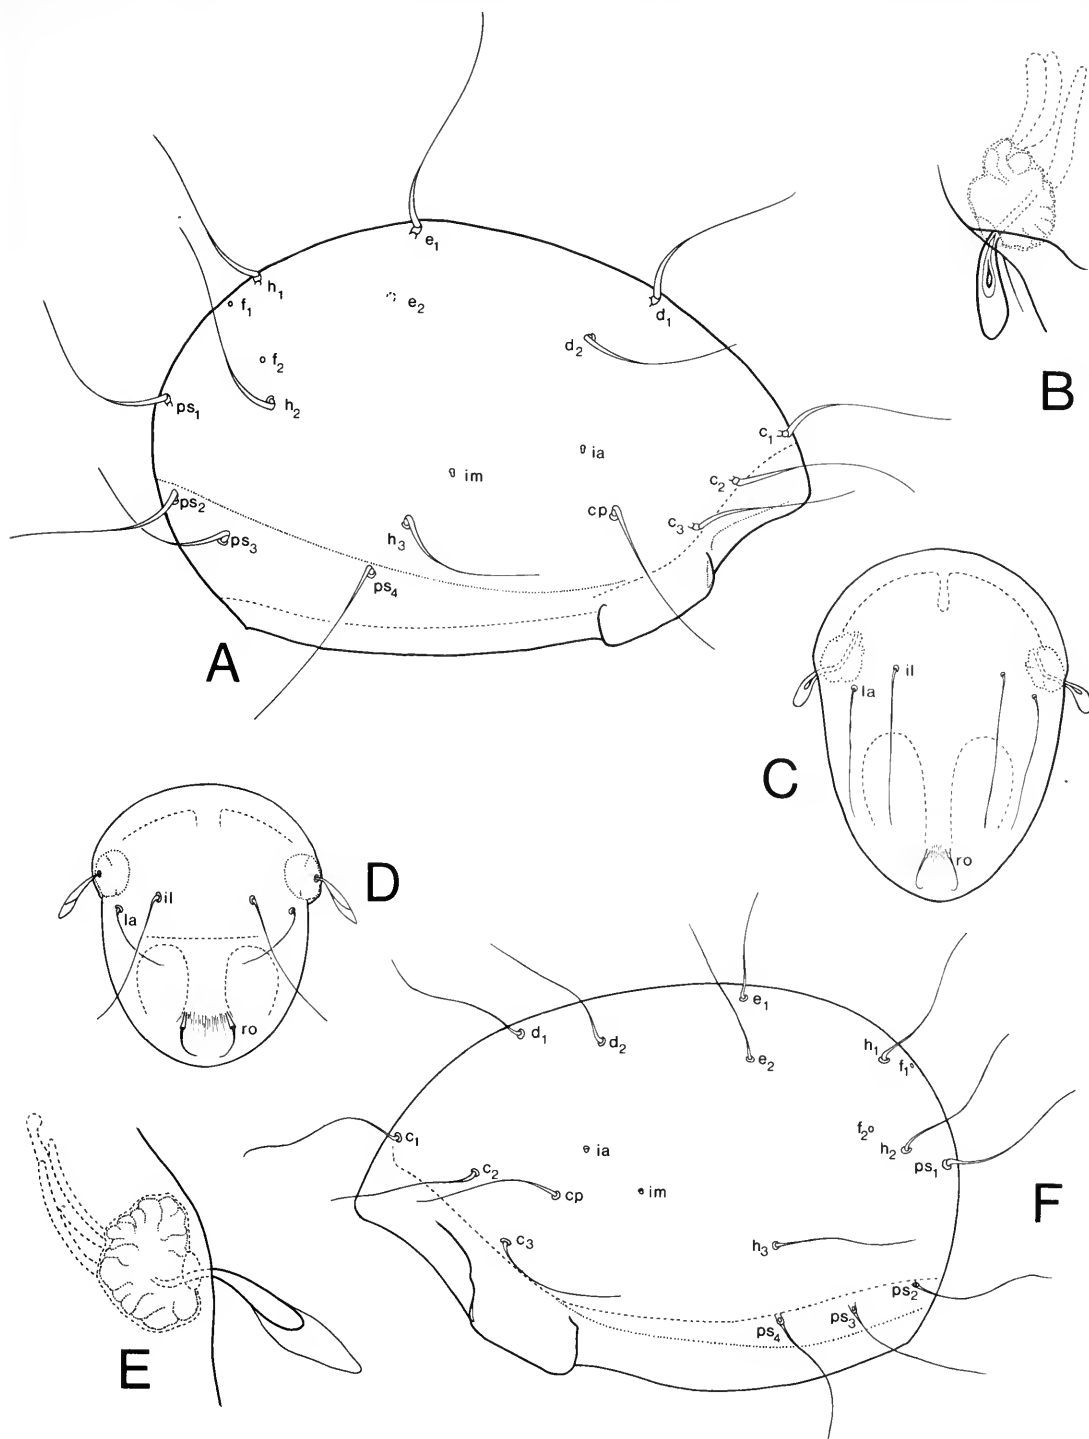 e1
h1
f1
e2
d1
d2
f2
ps1
h2
c1
ia
im
c2
ps2
cp
c3
ps3
h3
ps4
A
B
il
la
C
ro
D
il
la
ro
e1
d1
d2
h1
e2
f1
f2
h2
c1
ia
ps1
c2
cp
im
F
c3
h3
ps2
ps3
ps4
E